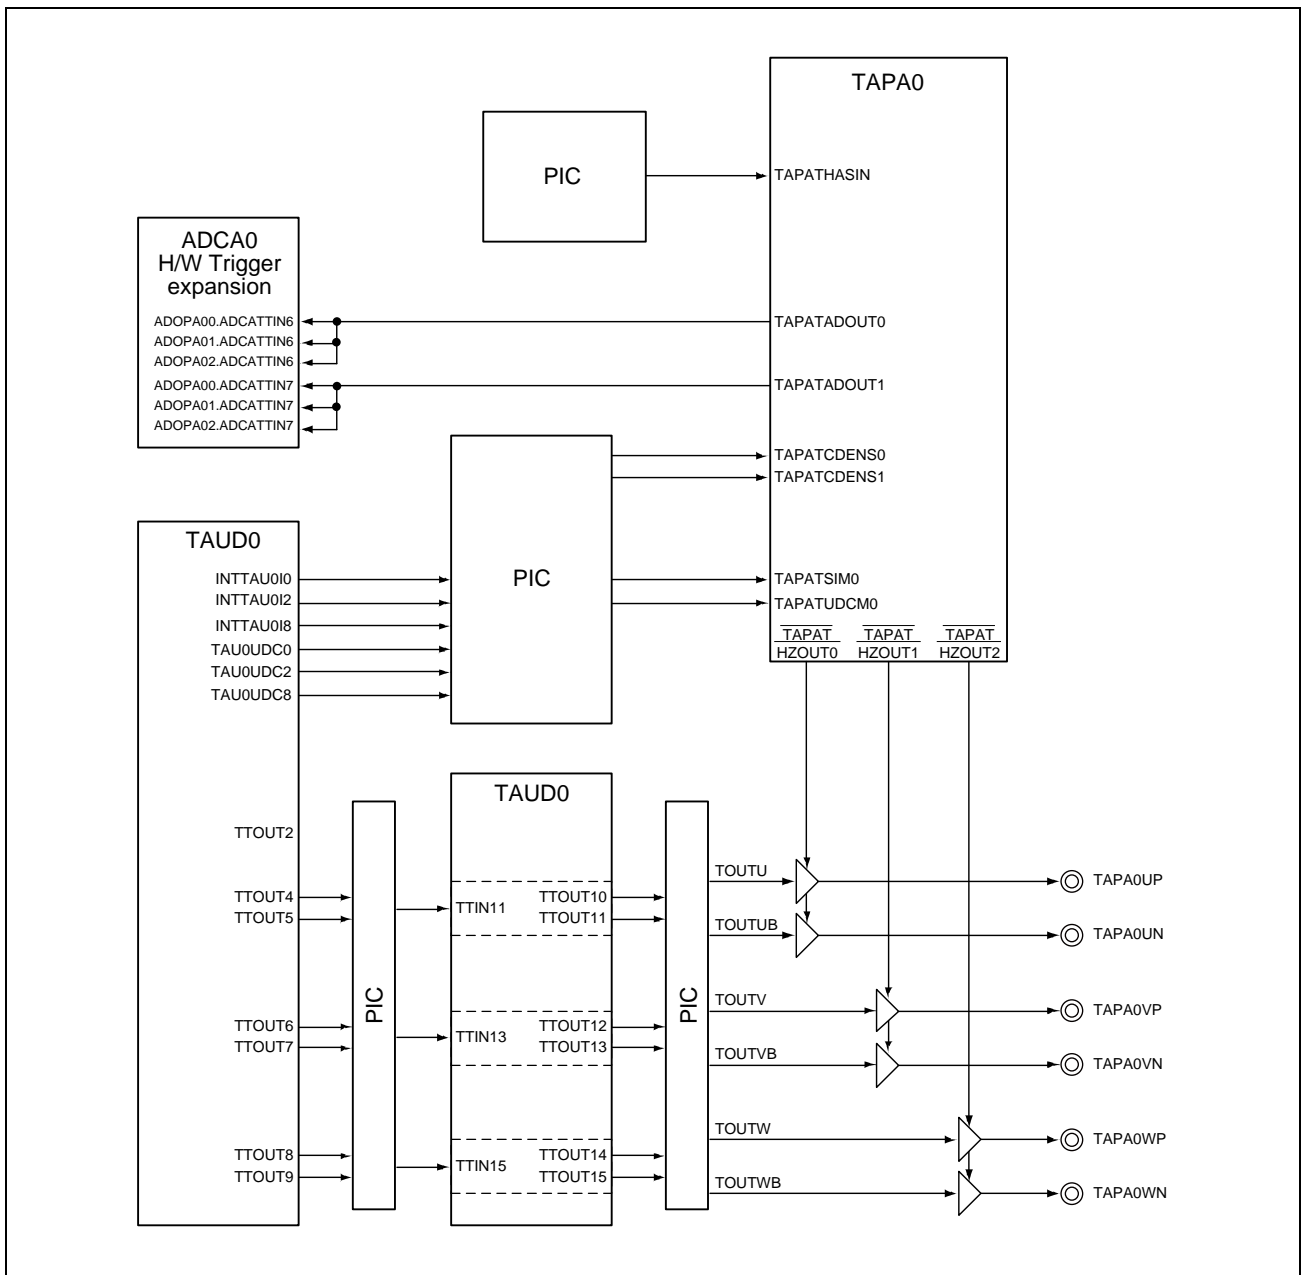 TAPA0
PIC
TAPATHASIN
ADCA0
H/W Trigger
expansion
ADOPA00.ADCATTIN6
ADOPA01.ADCATTIN6
ADOPA02.ADCATTIN6
ADOPA00.ADCATTIN7
ADOPA01.ADCATTIN7
ADOPA02.ADCATTIN7
TAPATADOUT0
TAPATADOUT1
TAPATCDENS0
TAPATCDENS1
TAPATSIM0
TAPATUDCM0
TAPAT
HZOUT0
TAPAT
HZOUT1
TAPAT
HZOUT2
PIC
TAUD0
INTTAU0I0
INTTAU0I2
INTTAU0I8
TAU0UDC0
TAU0UDC2
TAU0UDC8
TTOUT2
TTOUT4
TTOUT5
TTOUT6
TTOUT7
TTOUT8
TTOUT9
PIC
TAUD0
TTIN11
TTOUT10
TTOUT11
TTIN13
TTOUT12
TTOUT13
TTIN15
TTOUT14
TTOUT15
PIC
TOUTU
TOUTUB
TOUTV
TOUTVB
TOUTW
TOUTWB
TAPA0UP
TAPA0UN
TAPA0VP
TAPA0VN
TAPA0WP
TAPA0WN